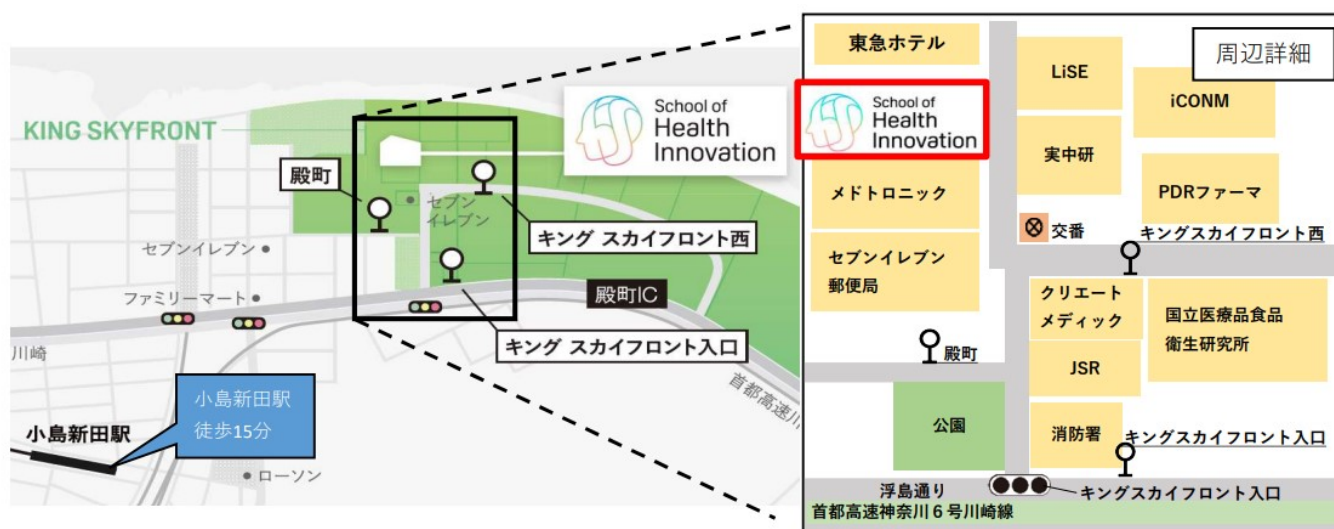 KING SKYFRONT
School of
Health
Innovation
殿町
セブン
イレブン
キング スカイフロント西
セブンイレブン
ファミリーマート
殿町IC
キング スカイフロント入口
川崎
首都高速川
小島新田駅
徒歩15分
小島新田駅
ローソン
周辺詳細
東急ホテル
LiSE
iCONM
School of
Health
Innovation
実中研
メドトロニック
PDRファーマ
交番
キングスカイフロント西
セブンイレブン
郵便局
クリエート
メディック
国立医療品食品
衛生研究所
殿町
JSR
公園
消防署
キングスカイフロント入口
浮島通り
キングスカイフロント入口
首都高速神奈川６号川崎線